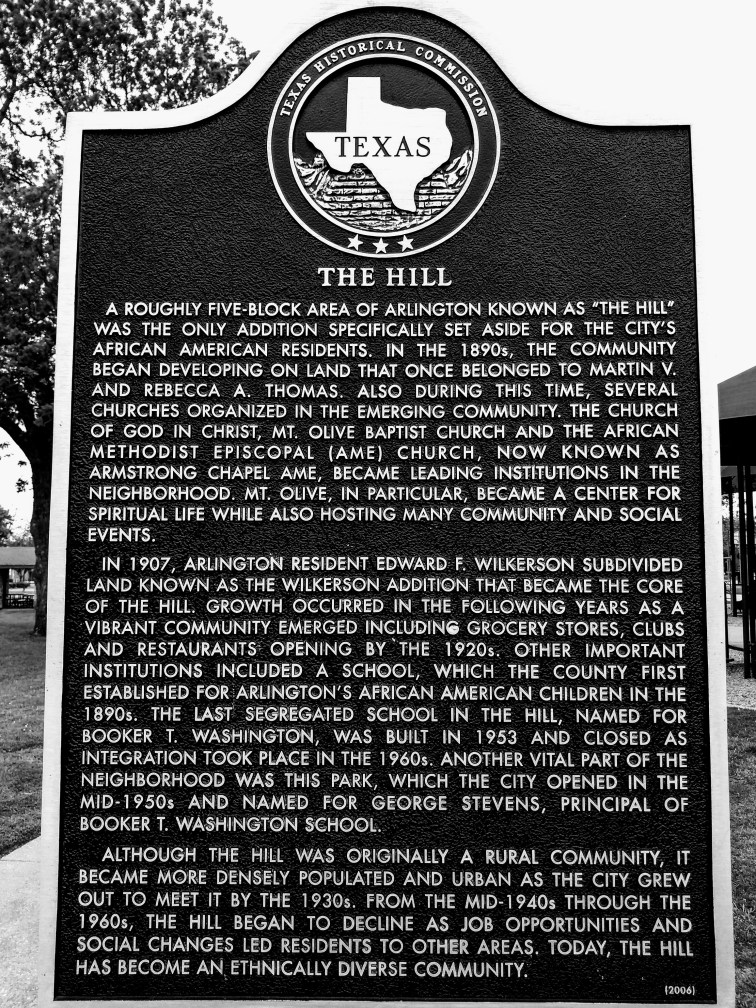 TEXAS HISTORICAL COMMISSION
TEXAS
THE HILL
A ROUGHLY FIVE-BLOCK AREA OF ARLINGTON KNOWN AS "THE HILL"
WAS THE ONLY ADDITION SPECIFICALLY SET ASIDE FOR THE CITY'S
AFRICAN AMERICAN RESIDENTS. IN THE 1890s, THE COMMUNITY
BEGAN DEVELOPING ON LAND THAT ONCE BELONGED TO MARTIN V.
AND REBECCA A. THOMAS. ALSO DURING THIS TIME, SEVERAL
CHURCHES ORGANIZED IN THE EMERGING COMMUNITY. THE CHURCH
OF GOD IN CHRIST, MT. OLIVE BAPTIST CHURCH AND THE AFRICAN
METHODIST EPISCOPAL (AME) CHURCH, NOW KNOWN AS
ARMSTRONG CHAPEL AME, BECAME LEADING INSTITUTIONS IN THE
NEIGHBORHOOD. MT. OLIVE, IN PARTICULAR, BECAME A CENTER FOR
SPIRITUAL LIFE WHILE ALSO HOSTING MANY COMMUNITY AND SOCIAL
EVENTS.
IN 1907, ARLINGTON RESIDENT EDWARD F. WILKERSON SUBDIVIDED
LAND KNOWN AS THE WILKERSON ADDITION THAT BECAME THE CORE
OF THE HILL. GROWTH OCCURRED IN THE FOLLOWING YEARS AS A
VIBRANT COMMUNITY EMERGED INCLUDING GROCERY STORES, CLUBS
AND RESTAURANTS OPENING BY THE 1920s. OTHER IMPORTANT
INSTITUTIONS INCLUDED A SCHOOL, WHICH THE COUNTY FIRST
ESTABLISHED FOR ARLINGTON'S AFRICAN AMERICAN CHILDREN IN THE
1890s. THE LAST SEGREGATED SCHOOL IN THE HILL, NAMED FOR
BOOKER T. WASHINGTON, WAS BUILT IN 1953 AND CLOSED AS
INTEGRATION TOOK PLACE IN THE 1960s. ANOTHER VITAL PART OF THE
NEIGHBORHOOD WAS THIS PARK, WHICH THE CITY OPENED IN THE
MID-1950s AND NAMED FOR GEORGE STEVENS, PRINCIPAL OF
BOOKER T. WASHINGTON SCHOOL.
ALTHOUGH THE HILL WAS ORIGINALLY A RURAL COMMUNITY, IT
BECAME MORE DENSELY POPULATED AND URBAN AS THE CITY GREW
OUT TO MEET IT BY THE 1930s. FROM THE MID-1940s THROUGH THE
1960s, THE HILL BEGAN TO DECLINE AS JOB OPPORTUNITIES AND
SOCIAL CHANGES LED RESIDENTS TO OTHER AREAS. TODAY, THE HILL
HAS BECOME AN ETHNICALLY DIVERSE COMMUNITY.
(2006)